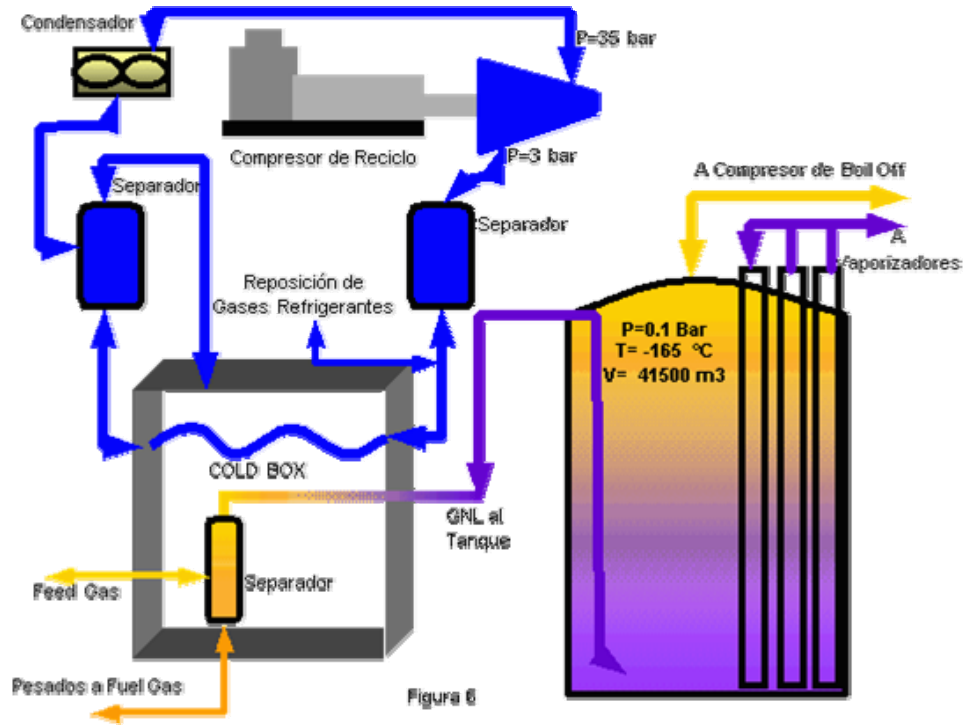 Condensador
P=35 bar
Compresor de Reciclo
P=3 bar
A Compresor de Boil Off
Separador
Separador
A
Vaporizadores
Reposición de
Gases Refrigerantes
P=0.1 Bar
T= -165 ºC
V= 41500 m3
COLD BOX
GNL al
Tanque
Feed Gas
Separador
Pesados a Fuel Gas
Figura 6